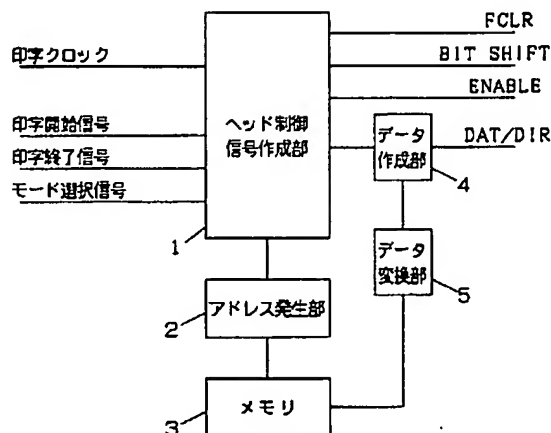 FCLR
印字クロック
BIT SHIFT
ENABLE
ヘッド制御
信号作成部
印字開始信号
データ
作成部
DAT/DIR
印字終了信号
4
モード選択信号
1
データ
変換部
5
アドレス発生部
2
メモリ
3